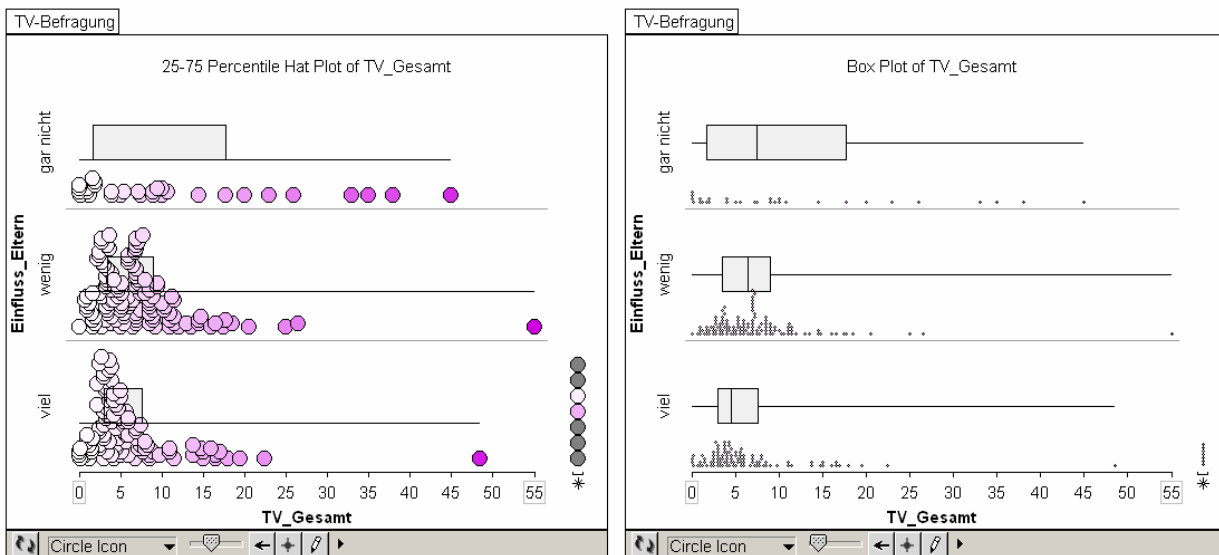 TV-Befragung
25-75 Percentile Hat Plot of TV_Gesamt
Einfluss_Eltern
gar nicht
wenig
viel
0 5 10 15 20 25 30 35 40 45 50 55 *
TV_Gesamt
Circle Icon
TV-Befragung
Box Plot of TV_Gesamt
Einfluss_Eltern
gar nicht
wenig
viel
0 5 10 15 20 25 30 35 40 45 50 55 *
TV_Gesamt
Circle Icon